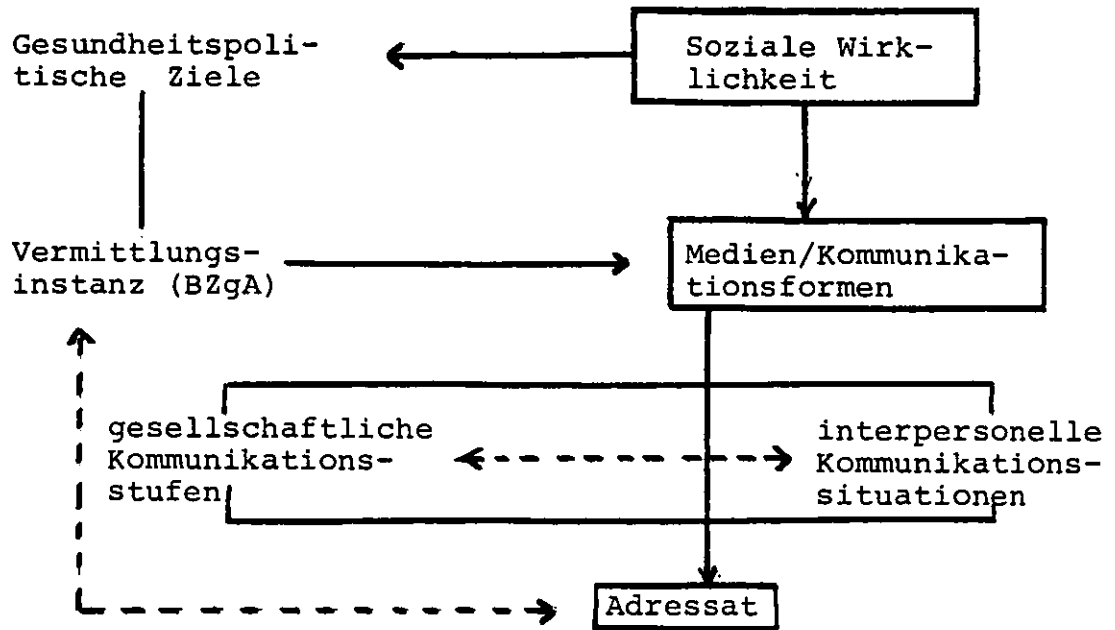 Gesundheitspoli-
tische Ziele
Soziale Wirk-
lichkeit
Vermittlungs-
instanz (BZgA)
Medien/Kommunika-
tionsformen
gesellschaftliche
Kommunikations-
stufen
interpersonelle
Kommunikations-
situationen
Adressat